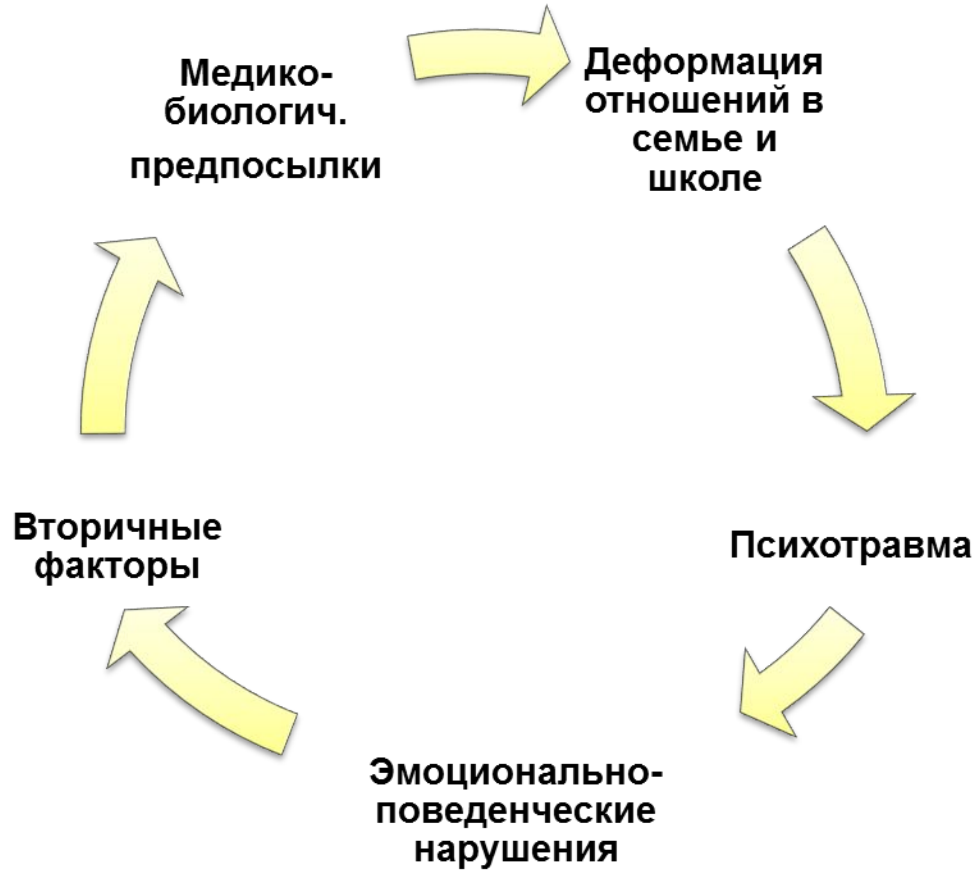 Медико-
биологич.
предпосылки
Деформация
отношений в
семье и
школе
Психотравма
Эмоционально-
поведенческие
нарушения
Вторичные
факторы